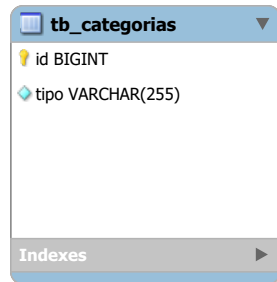 tb_categorias
id BIGINT
tipo VARCHAR(255)
Indexes